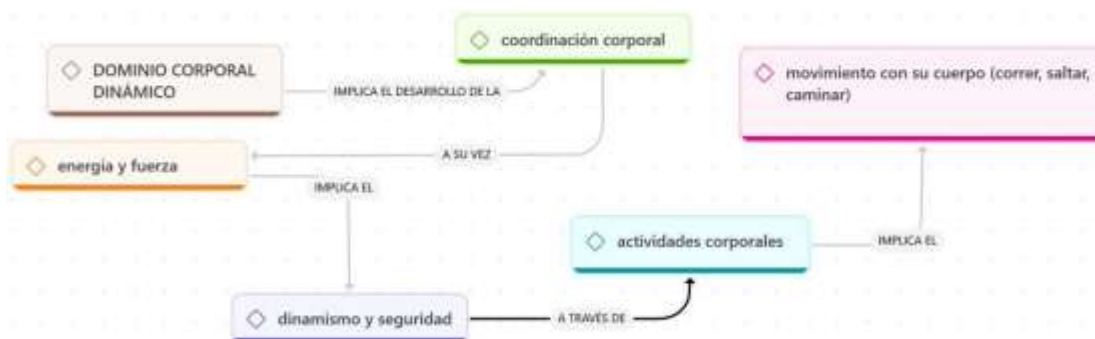 DOMINIO CORPORAL
DINÁMICO
IMPLICA EL DESARROLLO DE LA
coordinación corporal
A SU VEZ
energía y fuerza
IMPLICA EL
dinamismo y seguridad
A TRAVÉS DE
actividades corporales
IMPLICA EL
movimiento con su cuerpo (correr, saltar,
caminar)